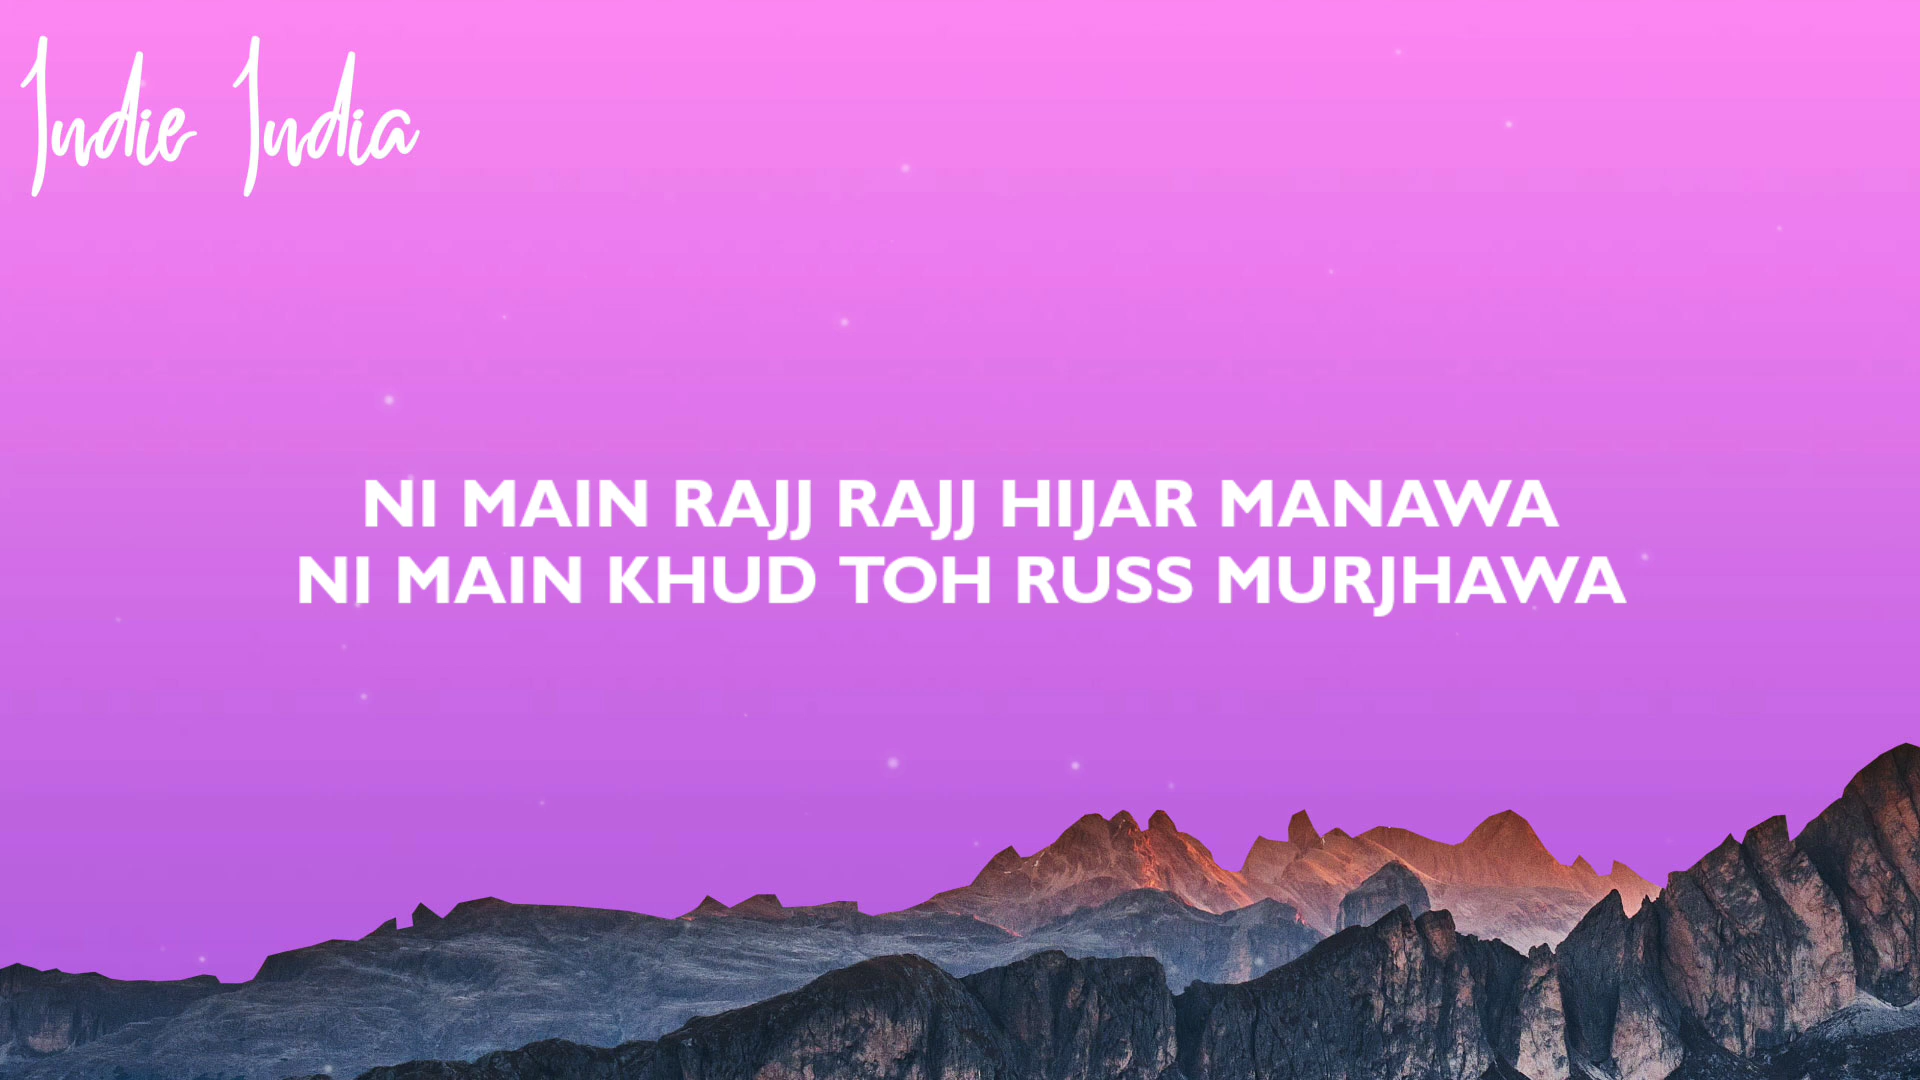 Indie India
NI MAIN RAJJ RAJJ HIJAR MANAWA
NI MAIN KHUD TOH RUSS MURJHAWA